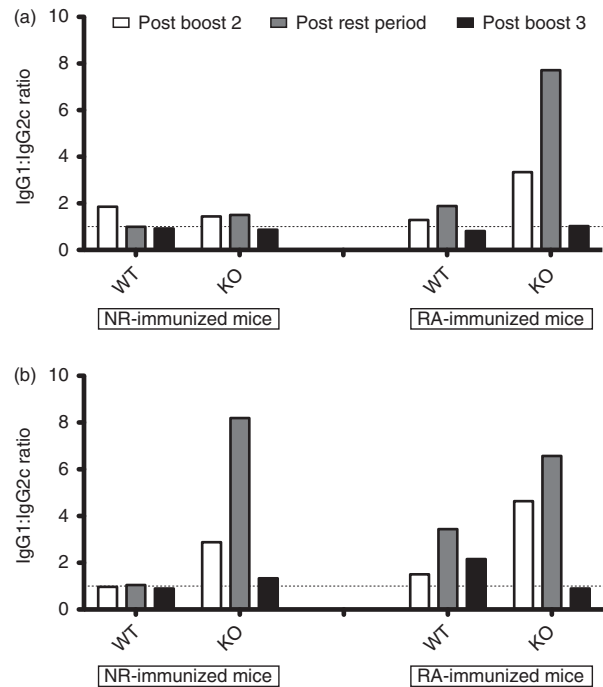 (a) 10 Post boost 2 Post rest period Post boost 3
8
6
4
2
0
IgG1:IgG2c ratio
WT KO WT KO
NR-immunized mice RA-immunized mice
(b) 10
8
6
4
2
0
IgG1:IgG2c ratio
WT KO WT KO
NR-immunized mice RA-immunized mice